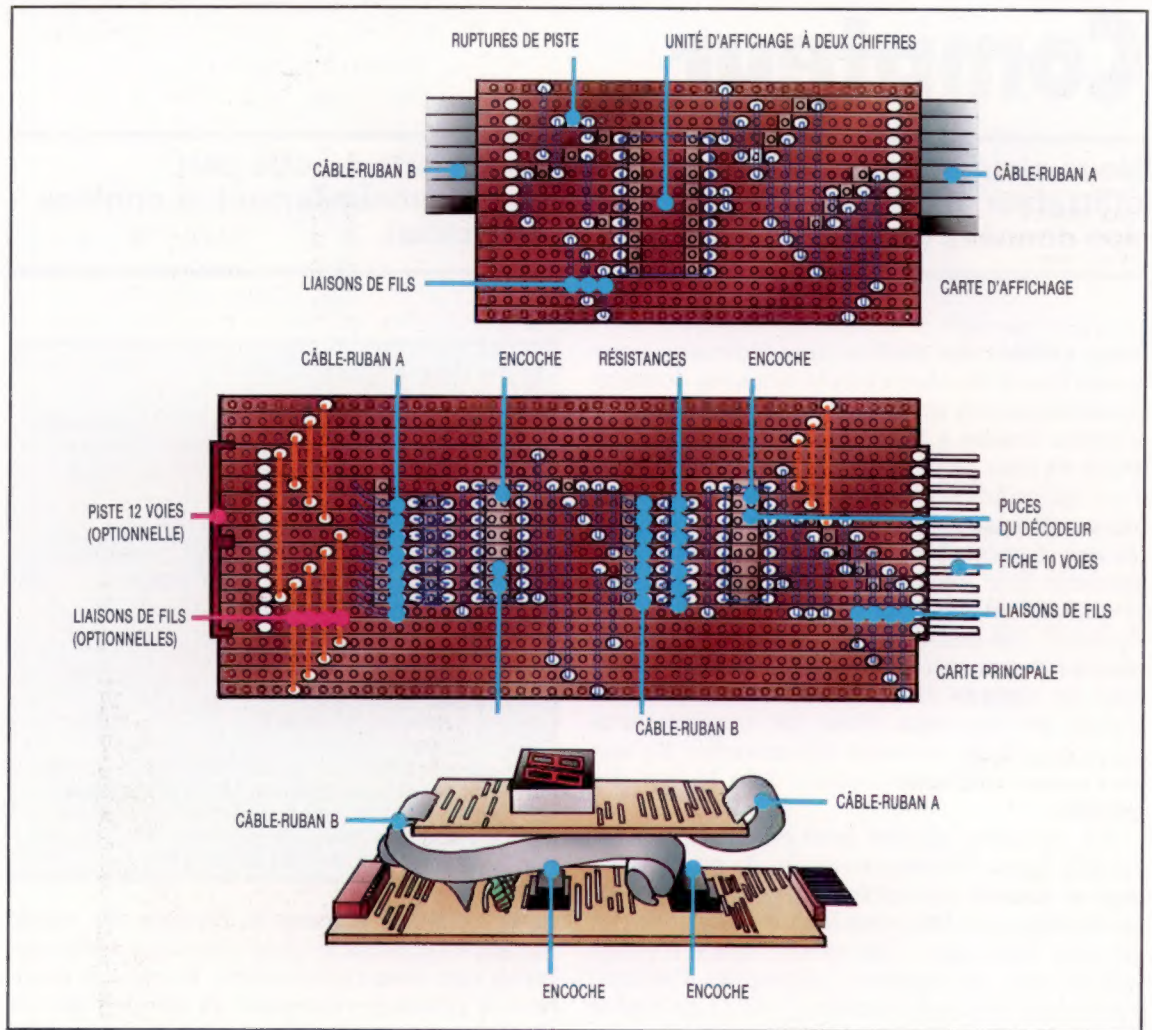 RUPTURES DE PISTE
UNITÉ D'AFFICHAGE À DEUX CHIFFRES
CÂBLE-RUBAN B
CÂBLE-RUBAN A
LIAISONS DE FILS
CARTE D'AFFICHAGE
CÂBLE-RUBAN A
ENCOCHE
RÉSISTANCES
ENCOCHE
PISTE 12 VOIES
(OPTIONNELLE)
PUCES
DU DÉCODEUR
FICHE 10 VOIES
LIAISONS DE FILS
(OPTIONNELLES)
LIAISONS DE FILS
CARTE PRINCIPALE
CÂBLE-RUBAN B
CÂBLE-RUBAN B
CÂBLE-RUBAN A
ENCOCHE
ENCOCHE